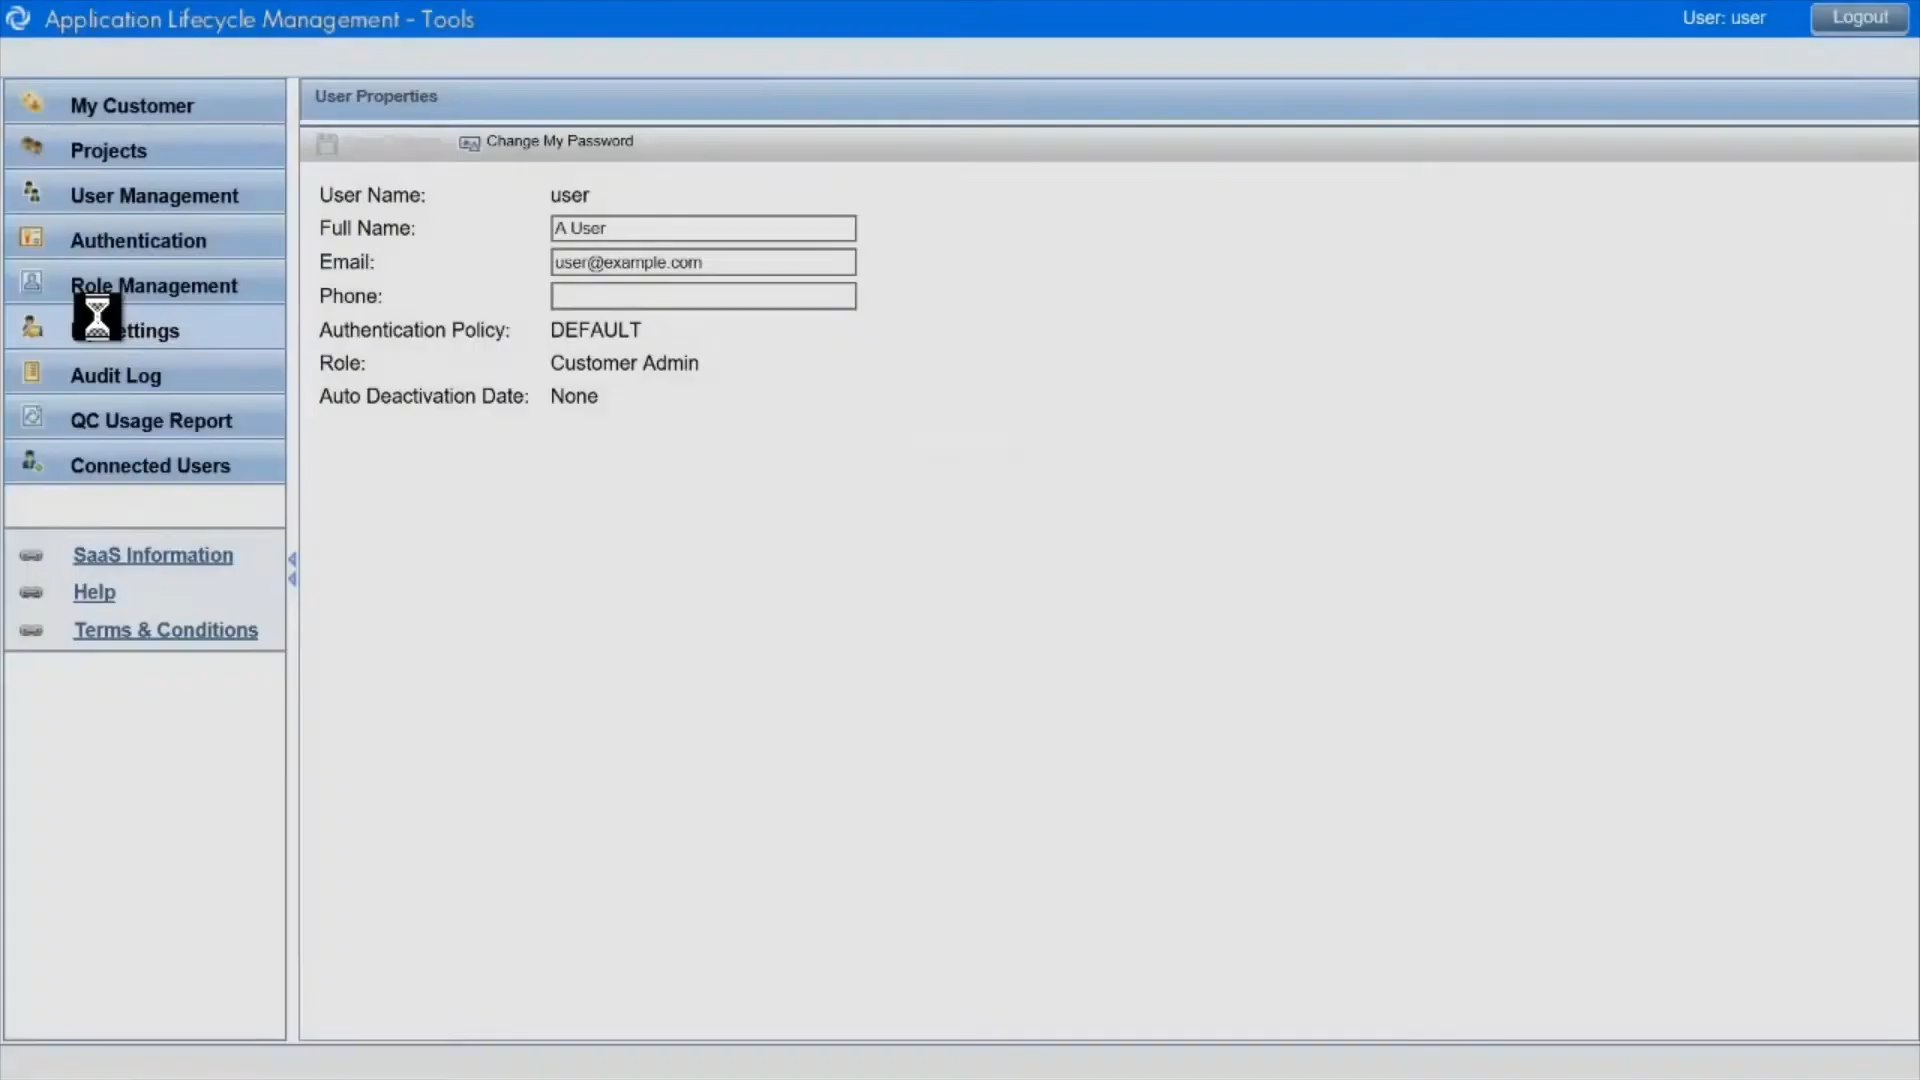 Application Lifecycle Management - Tools
User: user
Logout
My Customer
Projects
User Management
Authentication
Role Management
ettings
Audit Log
QC Usage Report
Connected Users
SaaS Information
Help
Terms & Conditions
User Properties
Change My Password
User Name: user
Full Name: A User
Email: user@example.com
Phone:
Authentication Policy: DEFAULT
Role: Customer Admin
Auto Deactivation Date: None